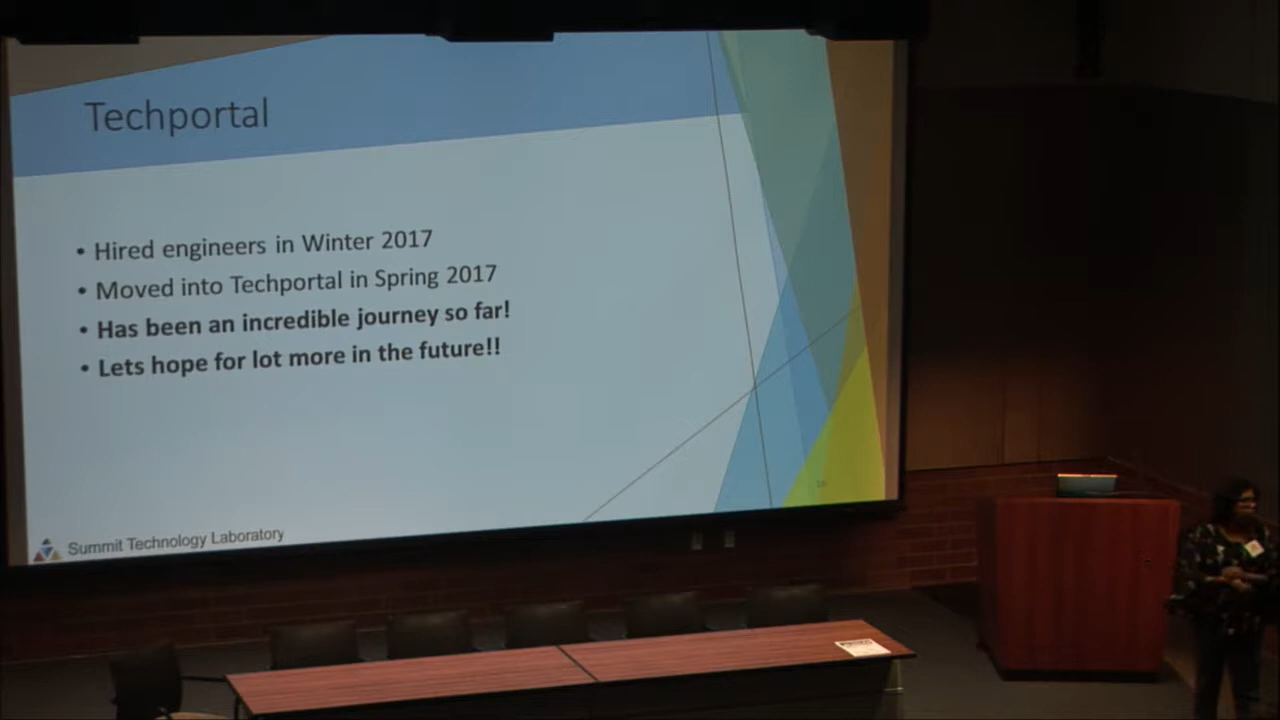 Techportal
• Hired engineers in Winter 2017
• Moved into Techportal in Spring 2017
• Has been an incredible journey so far!
• Lets hope for lot more in the future!!
Summit Technology Laboratory